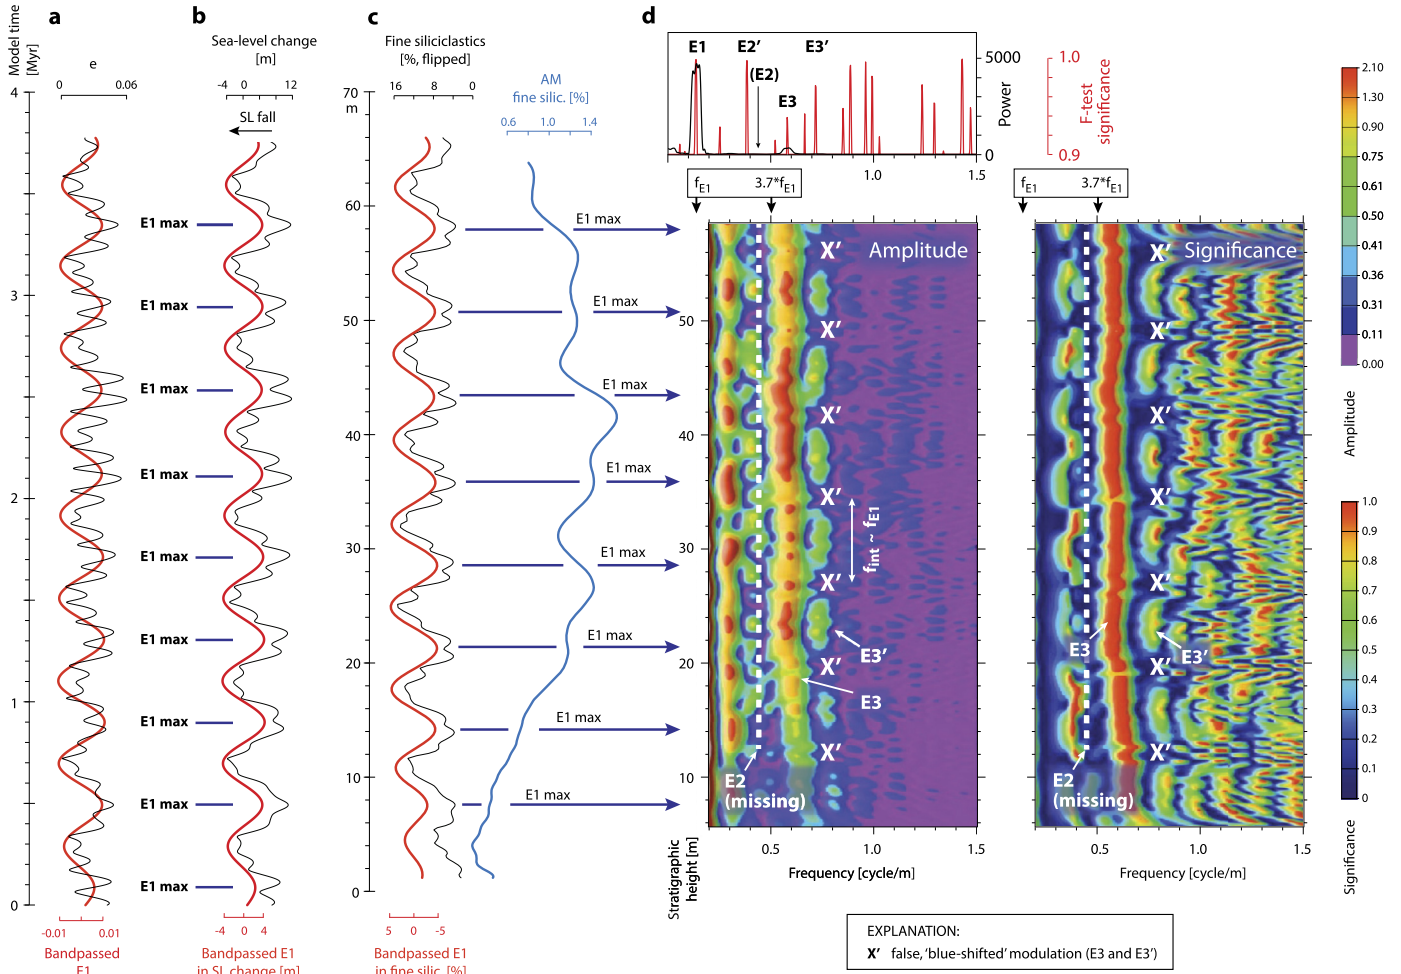 a
b
c
d
Model time
[Myr]
e
0
0.06
Sea-level change
[m]
-4
0
12
SL fall
Fine siliciclastics
[%, flipped]
16
8
0
AM
fine silic. [%]
0.6
1.0
1.4
4
3
2
1
0
E1 max
E1 max
E1 max
E1 max
E1 max
E1 max
E1 max
E1 max
E1 max
70
m
60
50
40
30
20
10
0
E1 max
E1 max
E1 max
E1 max
E1 max
E1 max
E1 max
E1 max
-0.01
0.01
Bandpassed
E1
-4
0
4
Bandpassed E1
in SL change [m]
5
0
-5
Bandpassed E1
in fine silic. [%]
E1
E2′
(E2)
E3
E3′
5000
0
Power
1.0
0.9
F-test
significance
1.0
1.5
fE1
3.7*fE1
fE1
3.7*fE1
X′
Amplitude
X′
X′
X′
fint ~ fE1
X′
E3′
X′
E3
X′
E2
(missing)
50
40
30
20
10
Stratigraphic
height [m]
0.5
1.0
1.5
Frequency [cycle/m]
X′
Significance
X′
X′
X′
X′
E3
E3′
X′
X′
E2
(missing)
0.5
1.0
1.5
Frequency [cycle/m]
2.10
1.30
0.90
0.75
0.61
0.50
0.41
0.36
0.31
0.11
0.00
Amplitude
1.0
0.9
0.8
0.7
0.6
0.5
0.4
0.3
0.2
0.1
0
Significance
EXPLANATION:
X′ false, ‘blue-shifted’ modulation (E3 and E3′)